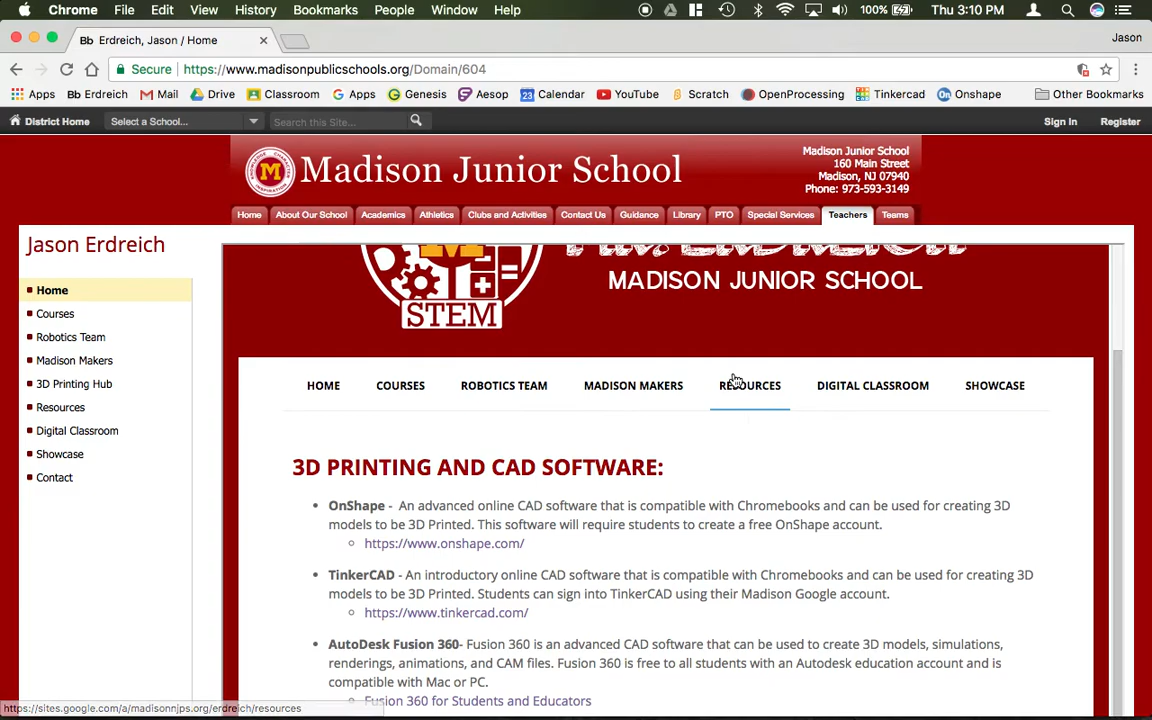 Chrome File Edit View History Bookmarks People Window Help 100% Thu 3:10 PM
Bb Erdreich, Jason / Home Jason
Secure https://www.madisonpublicschools.org/Domain/604
Apps Bb Erdreich Mail Drive Classroom Apps Genesis Aesop Calendar YouTube Scratch OpenProcessing Tinkercad Onshape Other Bookmarks
District Home Select a School... Search this Site... Sign In Register
Madison Junior School
Madison Junior School
160 Main Street
Madison, NJ 07940
Phone: 973-593-3149
Home About Our School Academics Athletics Clubs and Activities Contact Us Guidance Library PTO Special Services Teachers Teams
Jason Erdreich
Home
Courses
Robotics Team
Madison Makers
3D Printing Hub
Resources
Digital Classroom
Showcase
Contact
MADISON JUNIOR SCHOOL
STEM
HOME COURSES ROBOTICS TEAM MADISON MAKERS RESOURCES DIGITAL CLASSROOM SHOWCASE
3D PRINTING AND CAD SOFTWARE:
OnShape - An advanced online CAD software that is compatible with Chromebooks and can be used for creating 3D
models to be 3D Printed. This software will require students to create a free OnShape account.
https://www.onshape.com/
TinkerCAD - An introductory online CAD software that is compatible with Chromebooks and can be used for creating 3D
models to be 3D Printed. Students can sign into TinkerCAD using their Madison Google account.
https://www.tinkercad.com/
AutoDesk Fusion 360- Fusion 360 is an advanced CAD software that can be used to create 3D models, simulations,
renderings, animations, and CAM files. Fusion 360 is free to all students with an Autodesk education account and is
compatible with Mac or PC.
Fusion 360 for Students and Educators
https://sites.google.com/a/madisonnjps.org/erdreich/resources